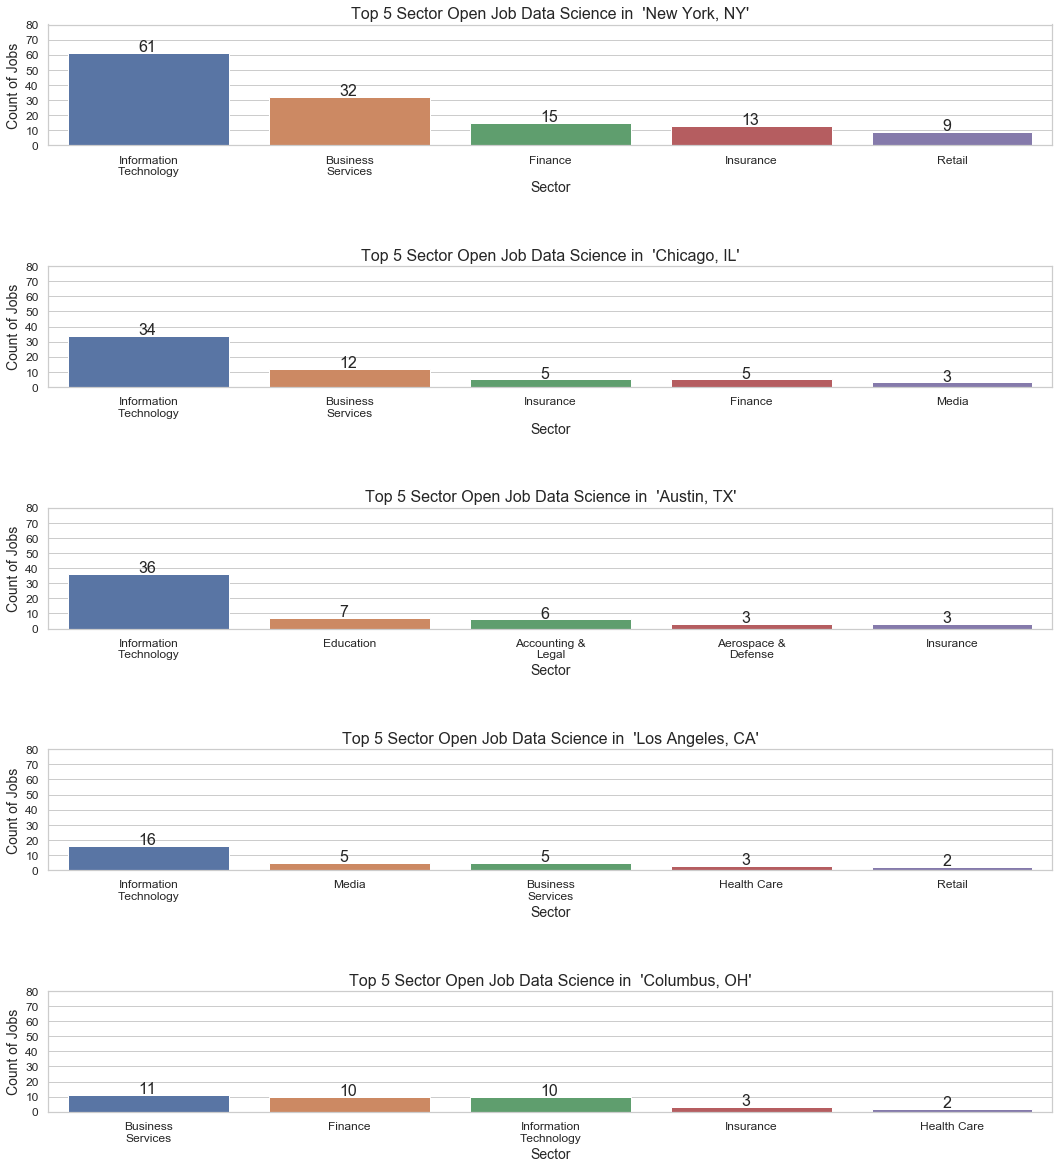 Top 5 Sector Open Job Data Science in  'New York, NY'
80
70
60
50
40
30
20
10
0
Count of Jobs
61
32
15
13
9
Information
Technology
Business
Services
Finance
Insurance
Retail
Sector
Top 5 Sector Open Job Data Science in  'Chicago, IL'
80
70
60
50
40
30
20
10
0
Count of Jobs
34
12
5
5
3
Information
Technology
Business
Services
Insurance
Finance
Media
Sector
Top 5 Sector Open Job Data Science in  'Austin, TX'
80
70
60
50
40
30
20
10
0
Count of Jobs
36
7
6
3
3
Information
Technology
Education
Accounting &
Legal
Aerospace &
Defense
Insurance
Sector
Top 5 Sector Open Job Data Science in  'Los Angeles, CA'
80
70
60
50
40
30
20
10
0
Count of Jobs
16
5
5
3
2
Information
Technology
Media
Business
Services
Health Care
Retail
Sector
Top 5 Sector Open Job Data Science in  'Columbus, OH'
80
70
60
50
40
30
20
10
0
Count of Jobs
11
10
10
3
2
Business
Services
Finance
Information
Technology
Insurance
Health Care
Sector